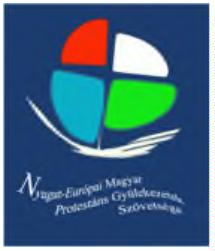 Nyugat-Európai Magyar
Protestáns Gyülekezetek
Szövetsége